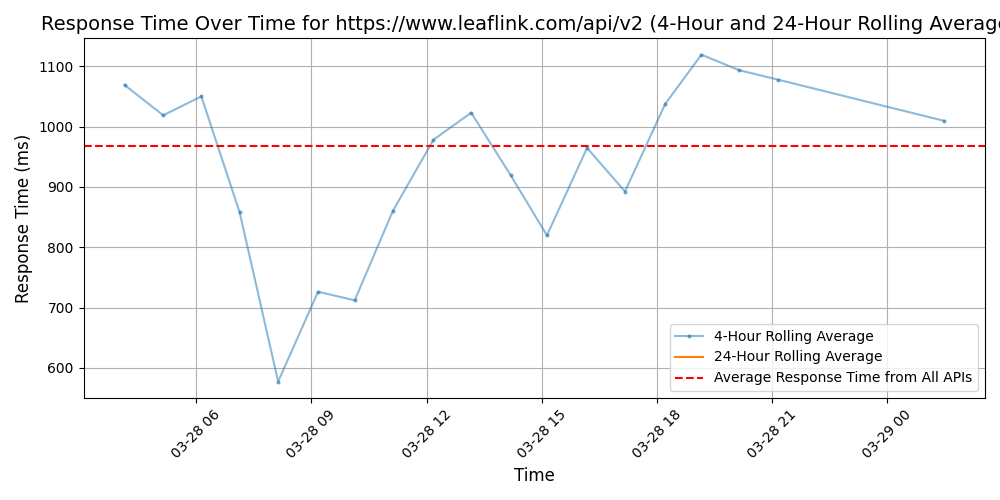 Response Time Over Time for https://www.leaflink.com/api/v2 (4-Hour and 24-Hour Rolling Average
1100
1000
900
800
700
600
Response Time (ms)
4-Hour Rolling Average
24-Hour Rolling Average
Average Response Time from All APIs
03-28 06
03-28 09
03-28 12
03-28 15
03-28 18
03-28 21
03-29 00
Time